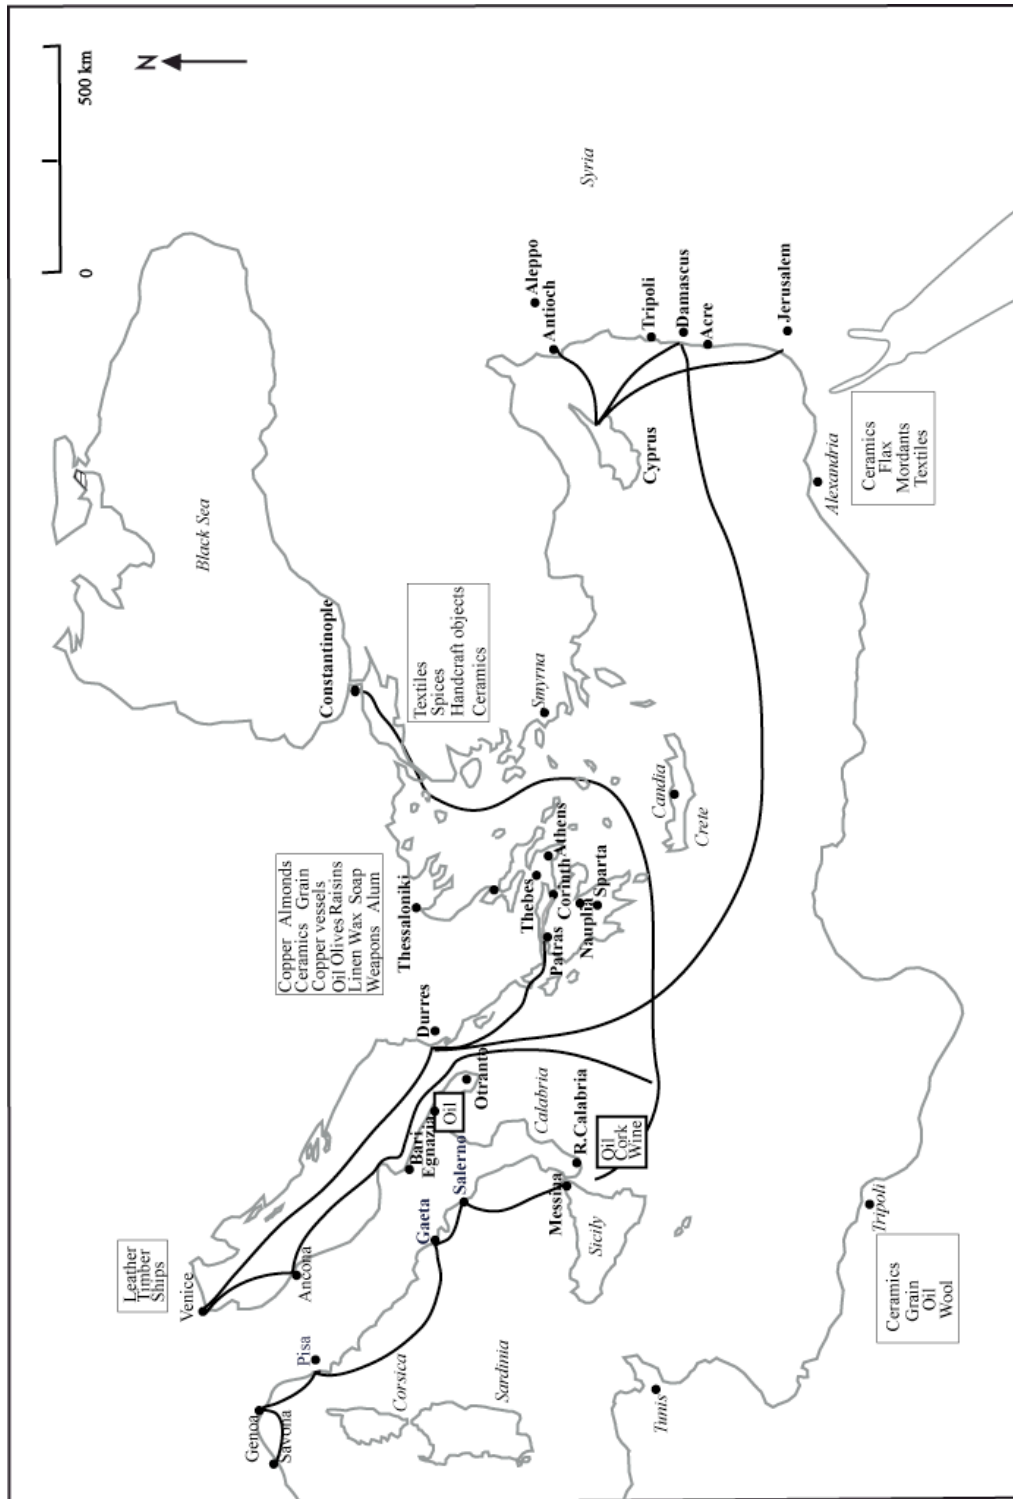 500 km
0
N
Black Sea
Constantinople
Textiles
Spices
Handcraft objects
Ceramics
Syria
Aleppo
Antioch
Tripoli
Damascus
Acre
Jerusalem
Cyprus
Alexandria
Ceramics
Flax
Mordants
Textiles
Smyrna
Candia
Crete
Copper Almonds
Ceramics Grain
Copper vessels
Oil Olives Raisins
Linen Wax Soap
Weapons Alum
Thessaloniki
Thebes
Athens
Corinth
Patras
Nauplia
Sparta
Durres
Otranto
Oil
Bari
Egnazia
Salerno
Gaeta
Calabria
R.Calabria
Oil
Cork
Wine
Messina
Sicily
Leather
Timber
Ships
Venice
Ancona
Pisa
Genoa
Savona
Corsica
Sardinia
Tunis
Tripoli
Ceramics
Grain
Oil
Wool